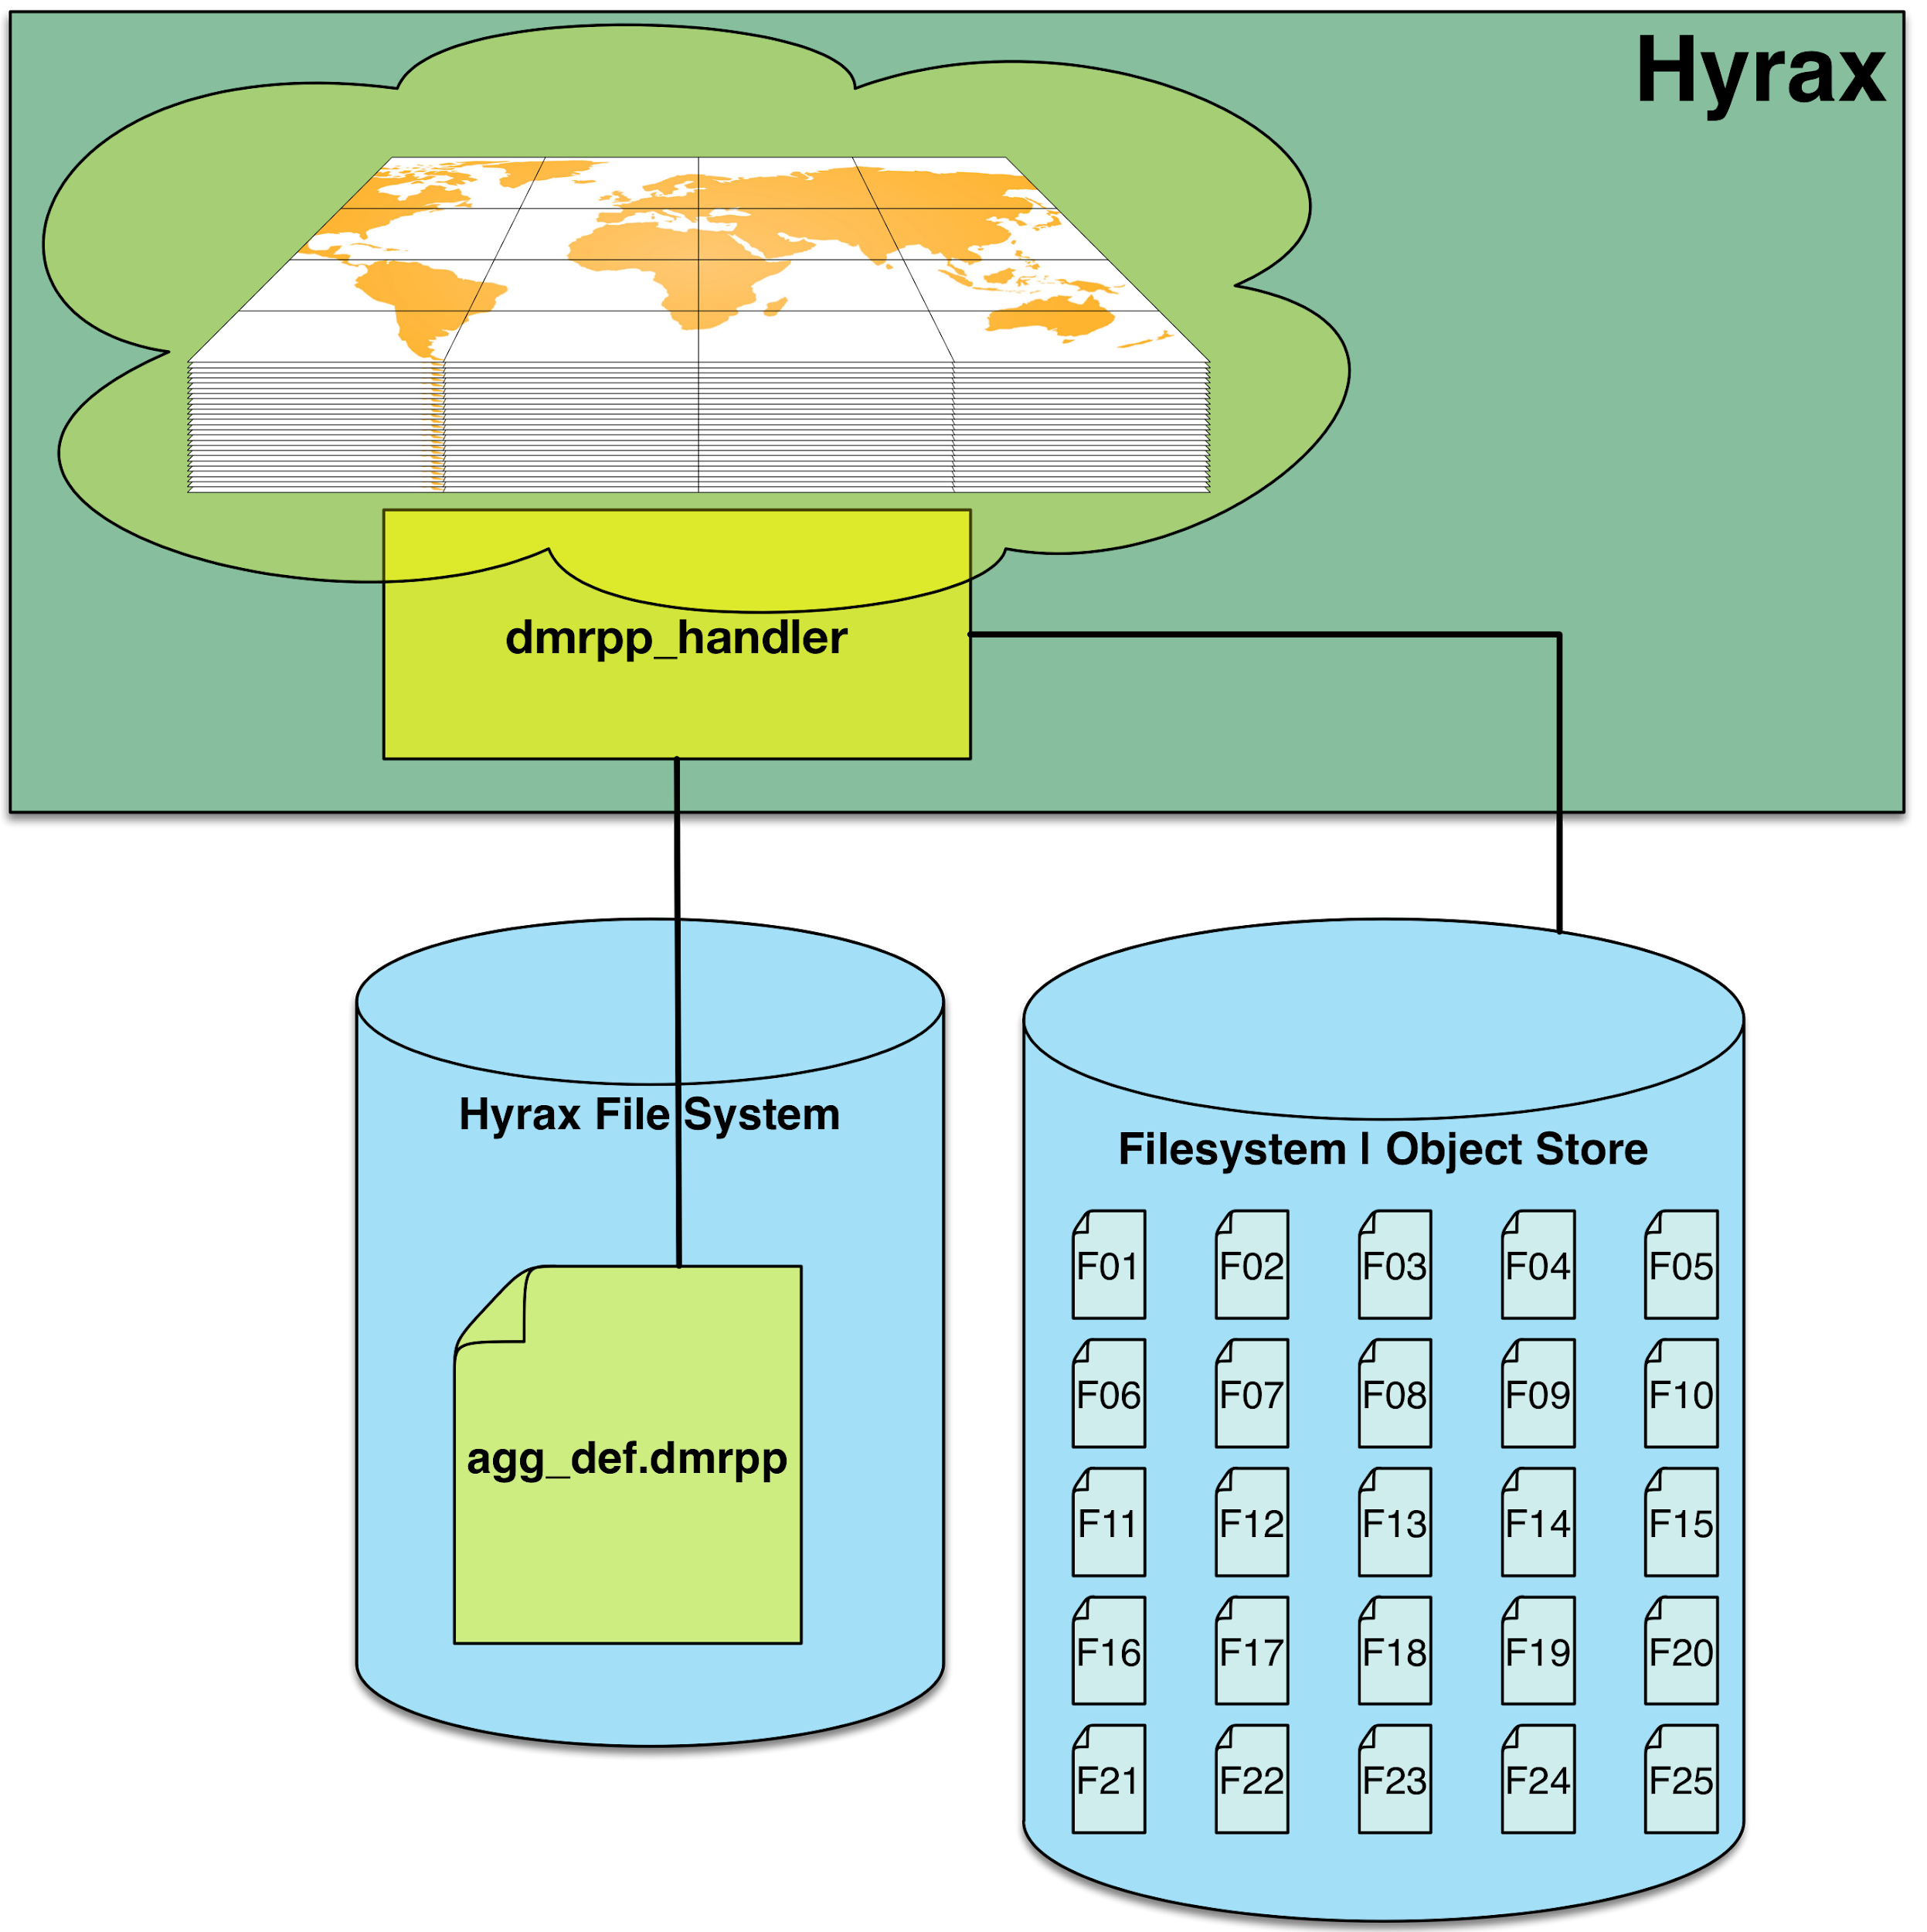 Hyrax
dmrpp_handler
Hyrax File System
agg_def.dmrpp
Filesystem | Object Store
F01 F02 F03 F04 F05
F06 F07 F08 F09 F10
F11 F12 F13 F14 F15
F16 F17 F18 F19 F20
F21 F22 F23 F24 F25